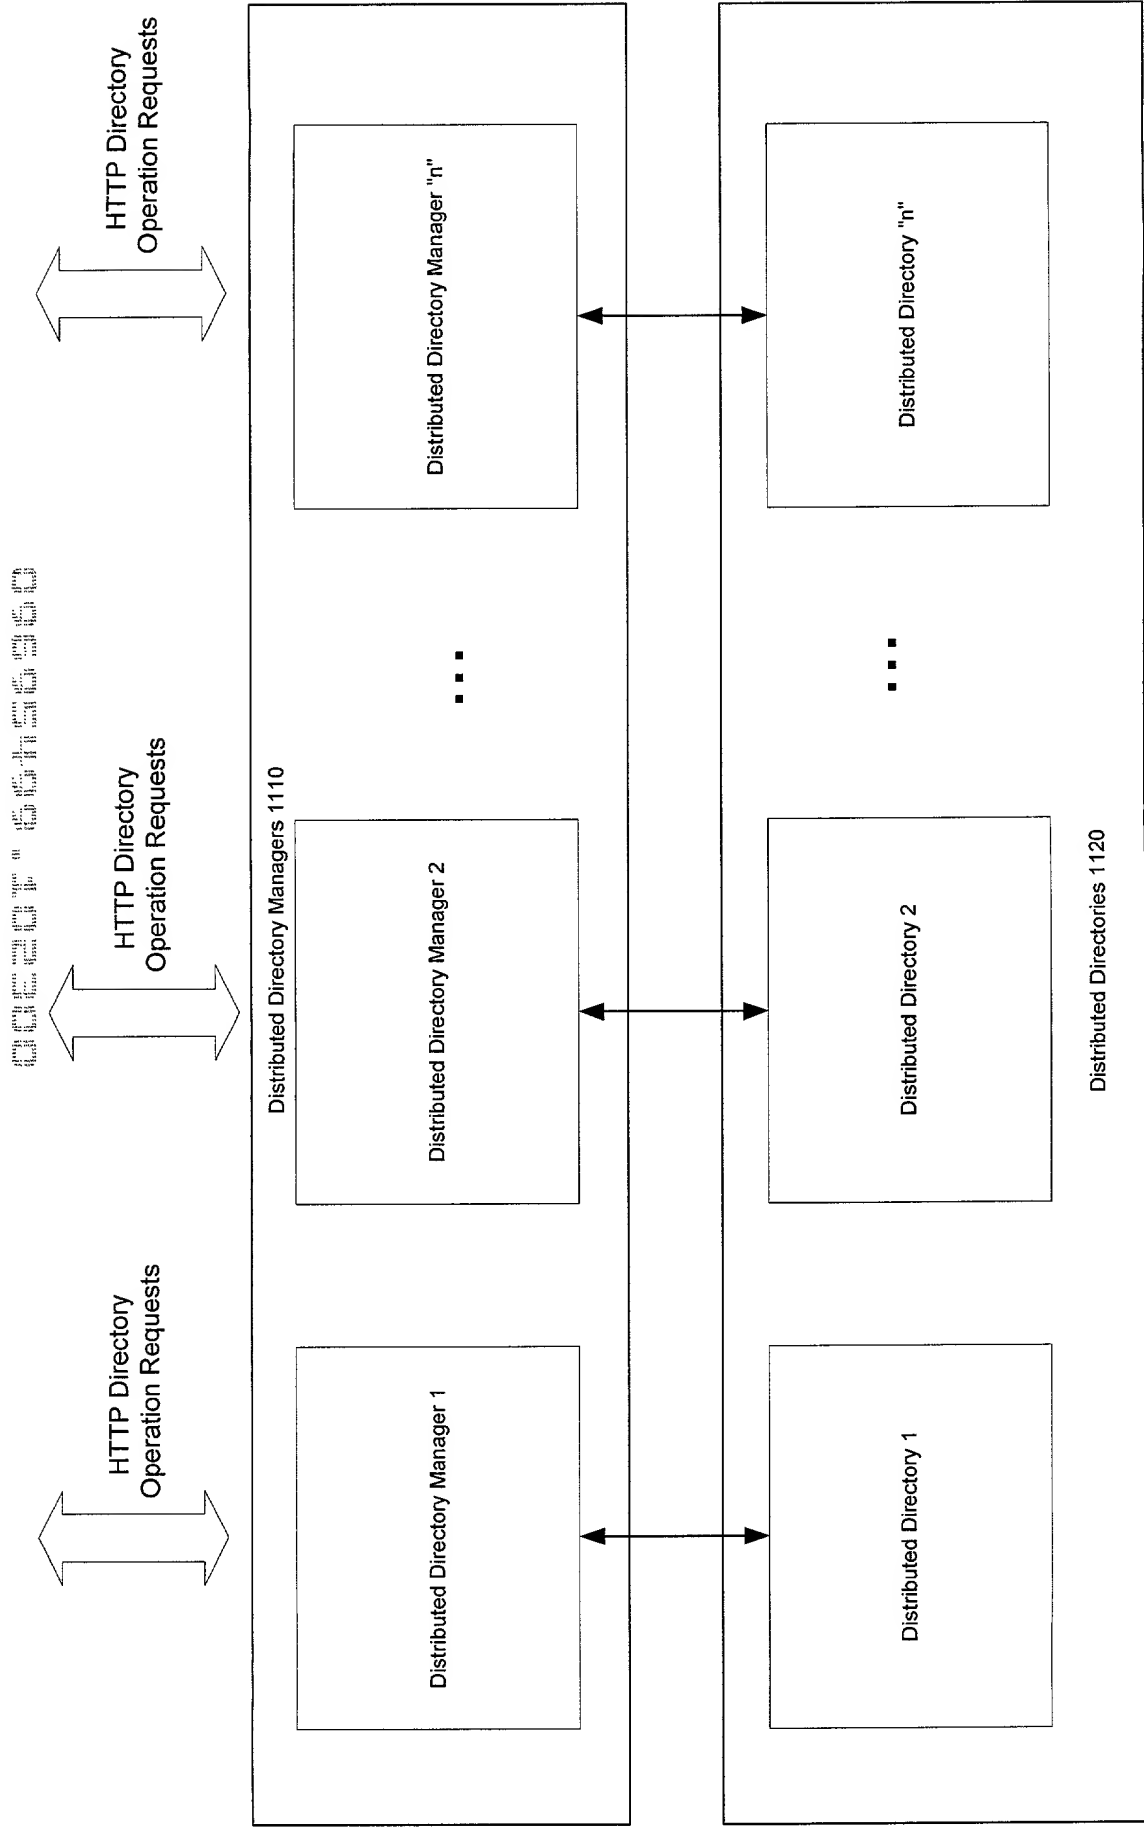 HTTP Directory
Operation Requests
HTTP Directory
Operation Requests
HTTP Directory
Operation Requests
Distributed Directory Managers 1110
Distributed Directory Manager 1
Distributed Directory Manager 2
...
Distributed Directory Manager "n"
Distributed Directory 1
Distributed Directory 2
...
Distributed Directory "n"
Distributed Directories 1120